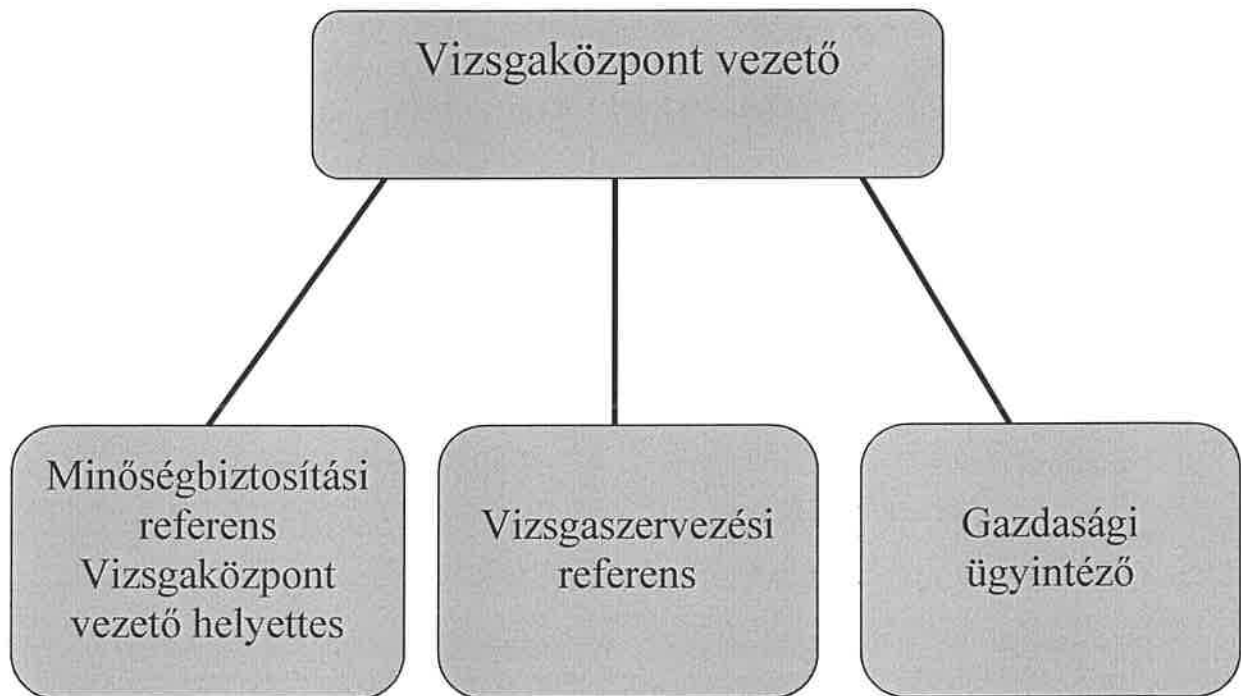 Vizsgaközpont vezető
Minőségbiztosítási
referens
Vizsgaközpont
vezető helyettes
Vizsgaszervezési
referens
Gazdasági
ügyintéző